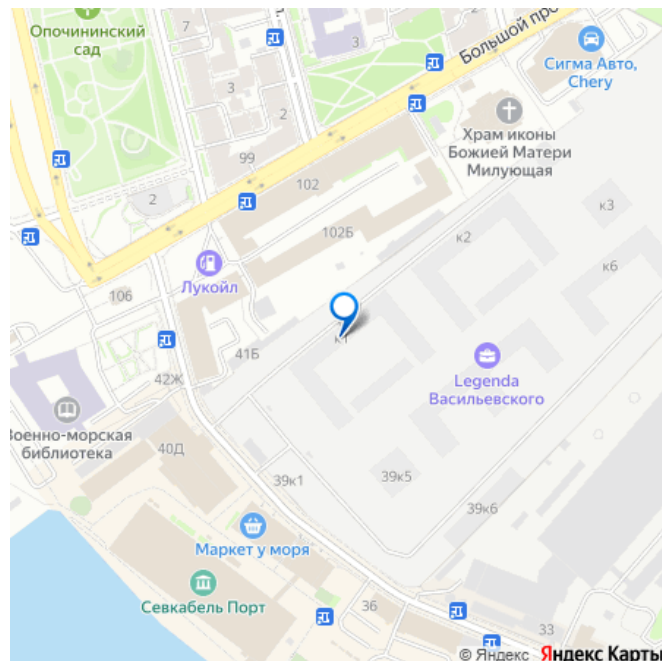 Опочининский
сад
3
Большой про
Сигма Авто,
Chery
7
3
2
99
Храм иконы
Божией Матери
Милующая
102
2
к3
102Б
к2
к6
Лукойл
106
к1
41Б
Legenda
Васильевского
42Ж
Военно-морская
библиотека
40Д
39к1
39к5
39к6
Маркет у моря
Севкабель Порт
36
33
© Яндекс Яндекс Карты